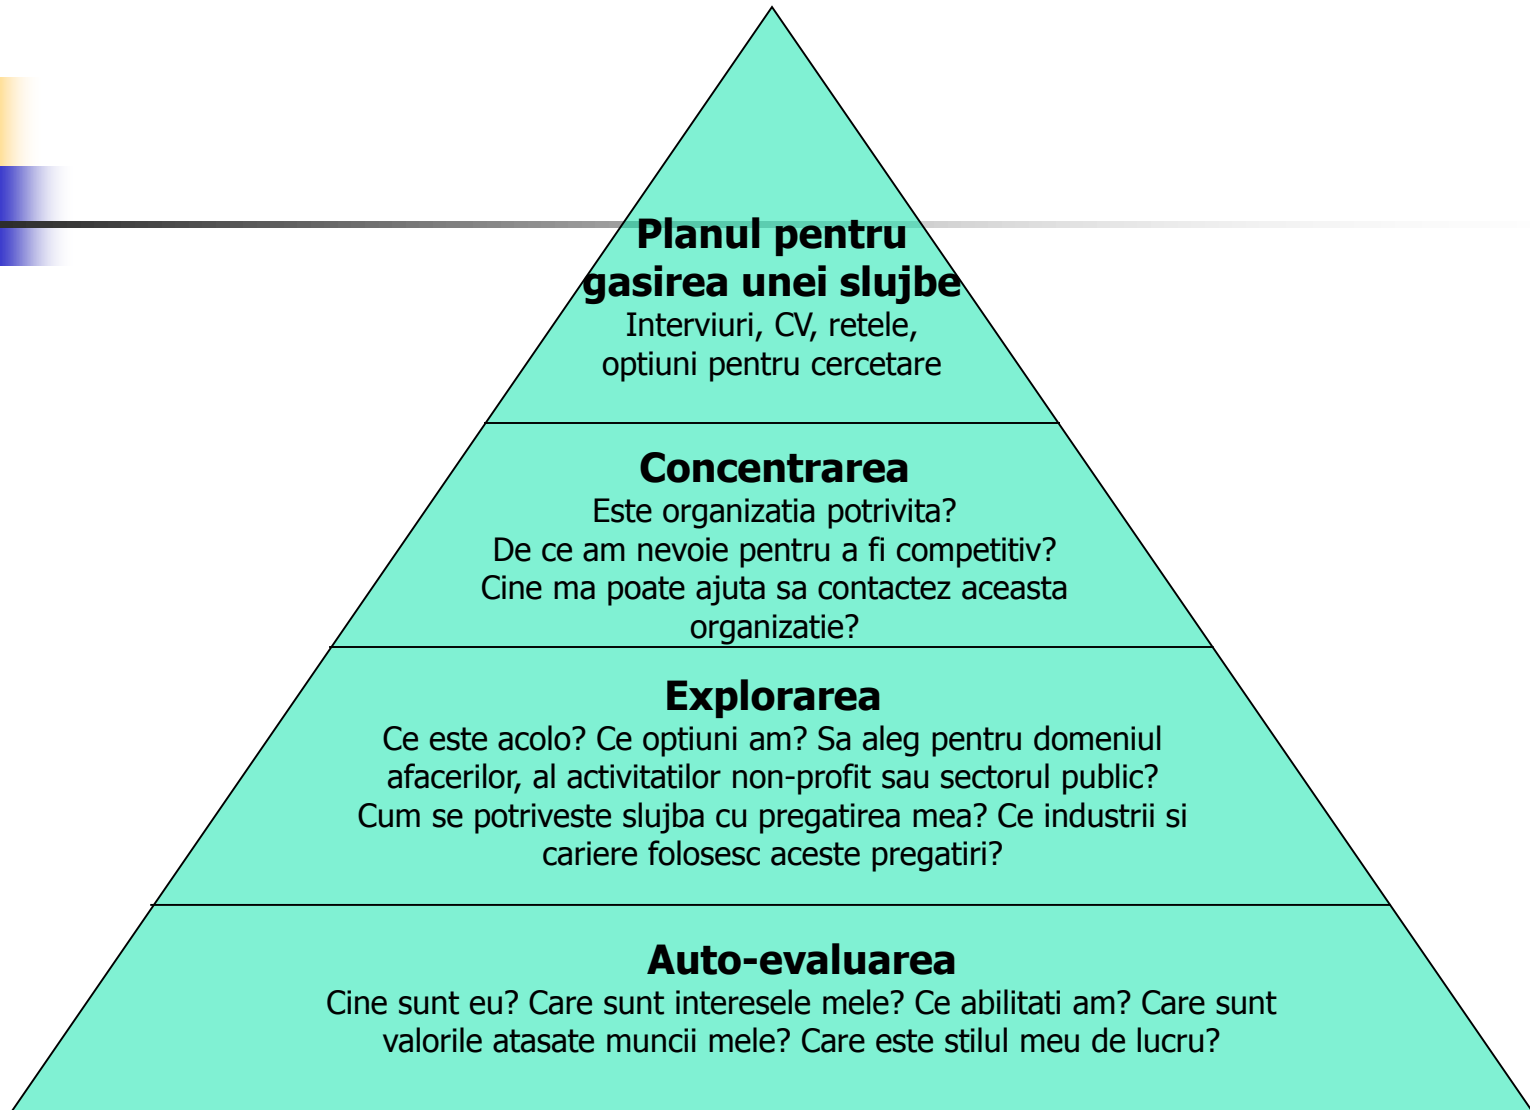 Planul pentru
gasirea unei slujbe
Interviuri, CV, retele,
optiuni pentru cercetare
Concentrarea
Este organizatia potrivita?
De ce am nevoie pentru a fi competitiv?
Cine ma poate ajuta sa contactez aceasta
organizatie?
Explorarea
Ce este acolo? Ce optiuni am? Sa aleg pentru domeniul
afacerilor, al activitatilor non-profit sau sectorul public?
Cum se potriveste slujba cu pregatirea mea? Ce industrii si
cariere folosesc aceste pregatiri?
Auto-evaluarea
Cine sunt eu? Care sunt interesele mele? Ce abilitati am? Care sunt
valorile atasate muncii mele? Care este stilul meu de lucru?